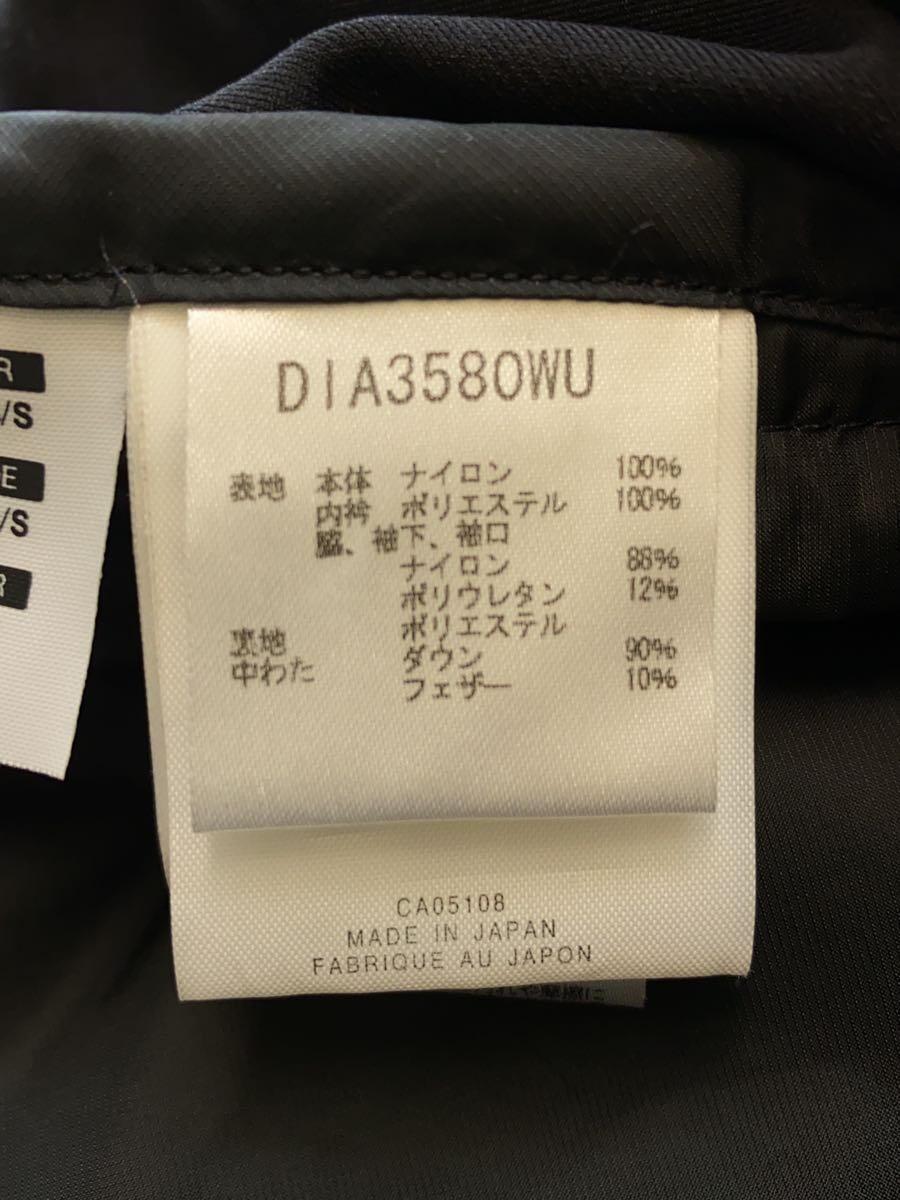 R
/S
E
/S
R
DIA3580WU
表地 本体 ナイロン 100%
内衿 ポリエステル 100%
脇、袖下、袖口
ナイロン 88%
ポリウレタン 12%
裏地 ポリエステル
中わた ダウン 90%
フェザー 10%
CA05108
MADE IN JAPAN
FABRIQUE AU JAPON